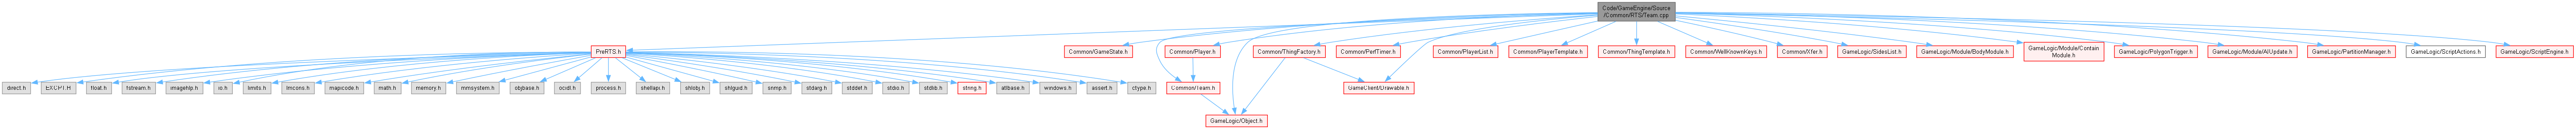 Code/GameEngine/Source
/Common/RTS/Team.cpp
PreRTS.h
Common/GameState.h
Common/Player.h
Common/ThingFactory.h
Common/PerfTimer.h
Common/PlayerList.h
Common/PlayerTemplate.h
Common/ThingTemplate.h
Common/WellKnownKeys.h
Common/Xfer.h
GameLogic/SidesList.h
GameLogic/Module/BodyModule.h
GameLogic/Module/Contain
Module.h
GameLogic/PolygonTrigger.h
GameLogic/Module/AIUpdate.h
GameLogic/PartitionManager.h
GameLogic/ScriptActions.h
GameLogic/ScriptEngine.h
direct.h
EXCPT.H
float.h
fstream.h
imagehlp.h
io.h
limits.h
lmcons.h
mapicode.h
math.h
memory.h
mmsystem.h
objbase.h
ocidl.h
process.h
shellapi.h
shlobj.h
shlguid.h
snmp.h
stdarg.h
stddef.h
stdio.h
stdlib.h
string.h
atlbase.h
windows.h
assert.h
ctype.h
Common/Team.h
GameClient/Drawable.h
GameLogic/Object.h